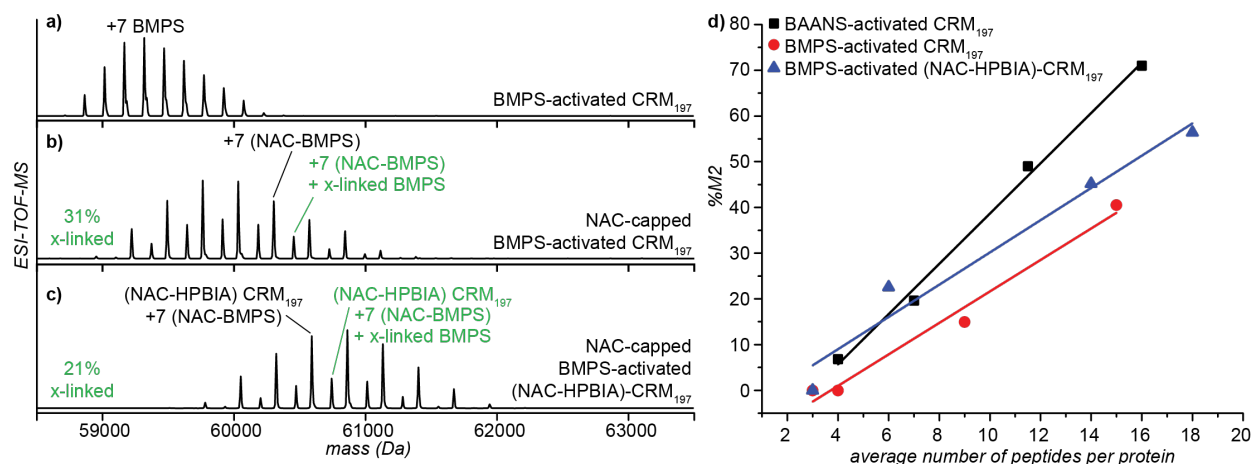 a)
+7 BMPS
BMPS-activated CRM197
b)
+7 (NAC-BMPS)
+7 (NAC-BMPS)
+ x-linked BMPS
31%
x-linked
NAC-capped
BMPS-activated CRM197
c)
(NAC-HPBIA) CRM197
+7 (NAC-BMPS)
(NAC-HPBIA) CRM197
+7 (NAC-BMPS)
+ x-linked BMPS
21%
x-linked
NAC-capped
BMPS-activated
(NAC-HPBIA)-CRM197
ESI-TOF-MS
59000 60000 61000 62000 63000
mass (Da)
d)
BAANS-activated CRM197
BMPS-activated CRM197
BMPS-activated (NAC-HPBIA)-CRM197
80
70
60
50
40
30
20
10
0
%M2
2 4 6 8 10 12 14 16 18 20
average number of peptides per protein